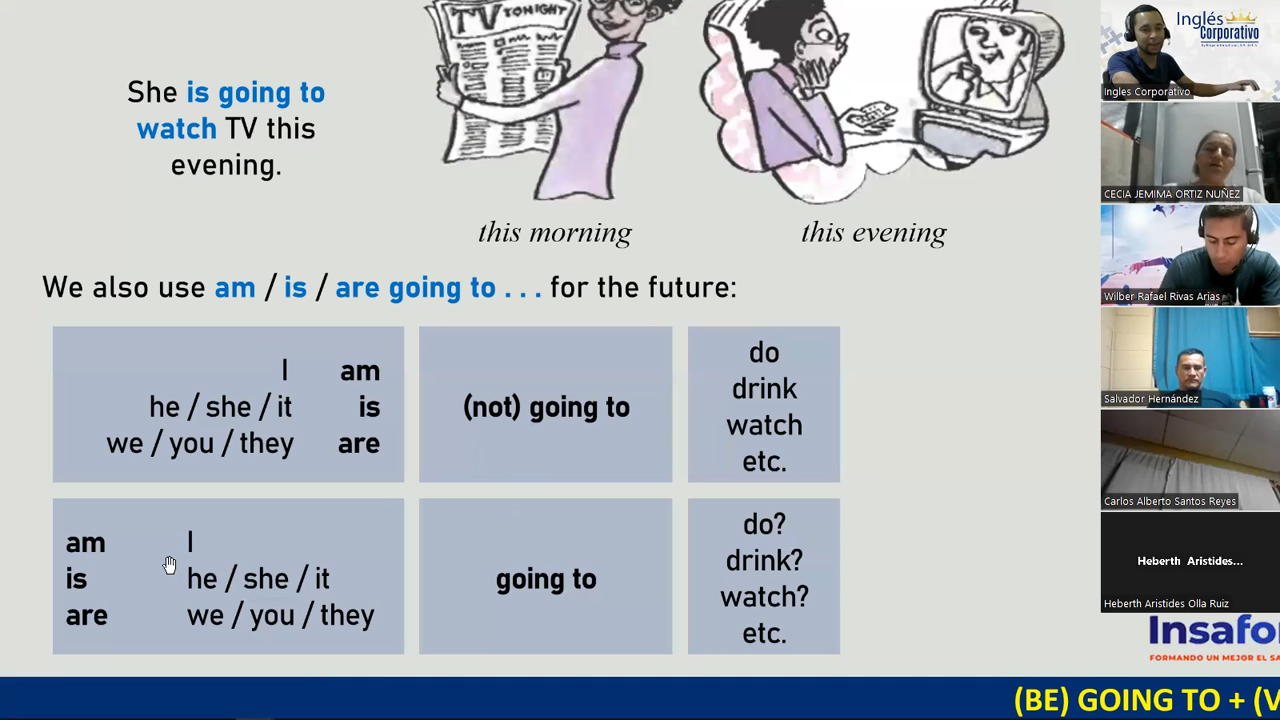 TV TONIGHT
She is going to
watch TV this
evening.
this morning
this evening
We also use am / is / are going to . . . for the future:
I am
he / she / it is
we / you / they are
(not) going to
do
drink
watch
etc.
am I
is he / she / it
are we / you / they
going to
do?
drink?
watch?
etc.
Inglés
Corporativo
Ingles Corporativo
CECIA JEMIMA ORTIZ NUÑEZ
Wilber Rafael Rivas Arias
Salvador Hernández
Carlos Alberto Santos Reyes
Heberth Aristides...
Heberth Aristides Olla Ruiz
Insafo
FORMANDO UN MEJOR EL SA
(BE) GOING TO + (V